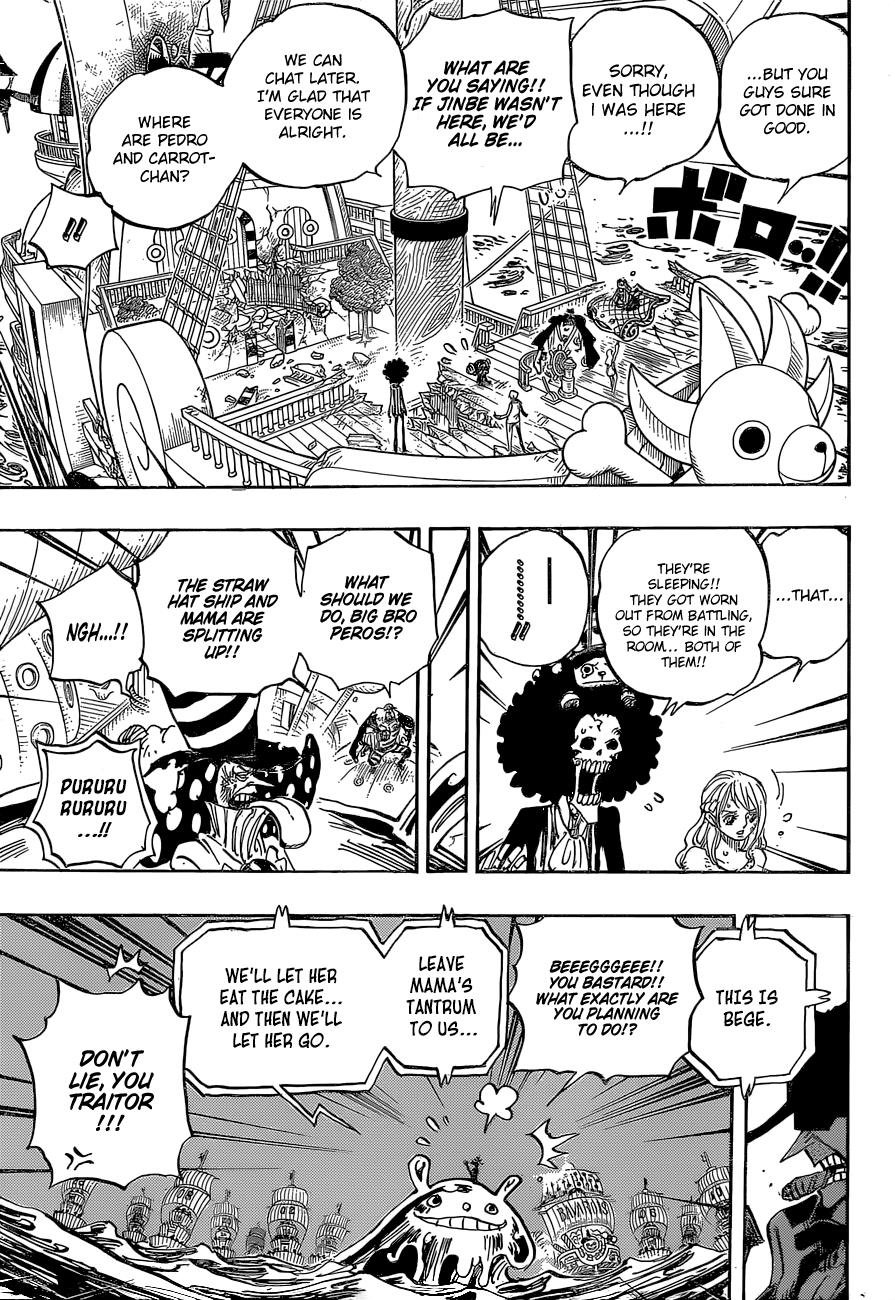 ...BUT YOU
GUYS SURE
GOT DONE IN
GOOD.
SORRY,
EVEN THOUGH
I WAS HERE
...!!
WHAT ARE
YOU SAYING!!
IF JINBE WASN'T
HERE, WE'D
ALL BE...
WE CAN
CHAT LATER.
I'M GLAD THAT
EVERYONE IS
ALRIGHT.
WHERE
ARE PEDRO
AND CARROT-
CHAN?
!!
ボロ..!!
...THAT...
THEY'RE
SLEEPING!!
THEY GOT WORN
OUT FROM BATTLING,
SO THEY'RE IN THE
ROOM... BOTH OF
THEM!!
WHAT
SHOULD WE
DO, BIG BRO
PEROS!?
THE STRAW
HAT SHIP AND
MAMA ARE
SPLITTING
UP!!
NGH...!!
PURURU
RURURU
...!!
THIS IS
BEGE.
BEEEGGGEEE!!
YOU BASTARD!!
WHAT EXACTLY ARE
YOU PLANNING
TO DO!?
LEAVE
MAMA'S
TANTRUM
TO US...
WE'LL LET HER
EAT THE CAKE...
AND THEN WE'LL
LET HER GO.
DON'T
LIE, YOU
TRAITOR
!!!